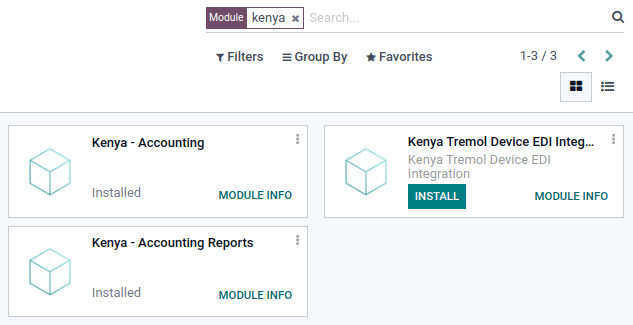 Module kenya × Search...
Filters Group By Favorites 1-3 / 3
Kenya - Accounting
Installed
MODULE INFO
Kenya Tremol Device EDI Integ...
Kenya Tremol Device EDI
Integration
INSTALL
MODULE INFO
Kenya - Accounting Reports
Installed
MODULE INFO